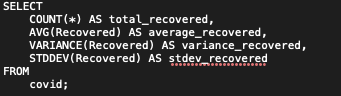 SELECT
COUNT(*) AS total_recovered,
AVG(Recovered) AS average_recovered,
VARIANCE(Recovered) AS variance_recovered,
STDDEV(Recovered) AS stdev_recovered
FROM
covid;